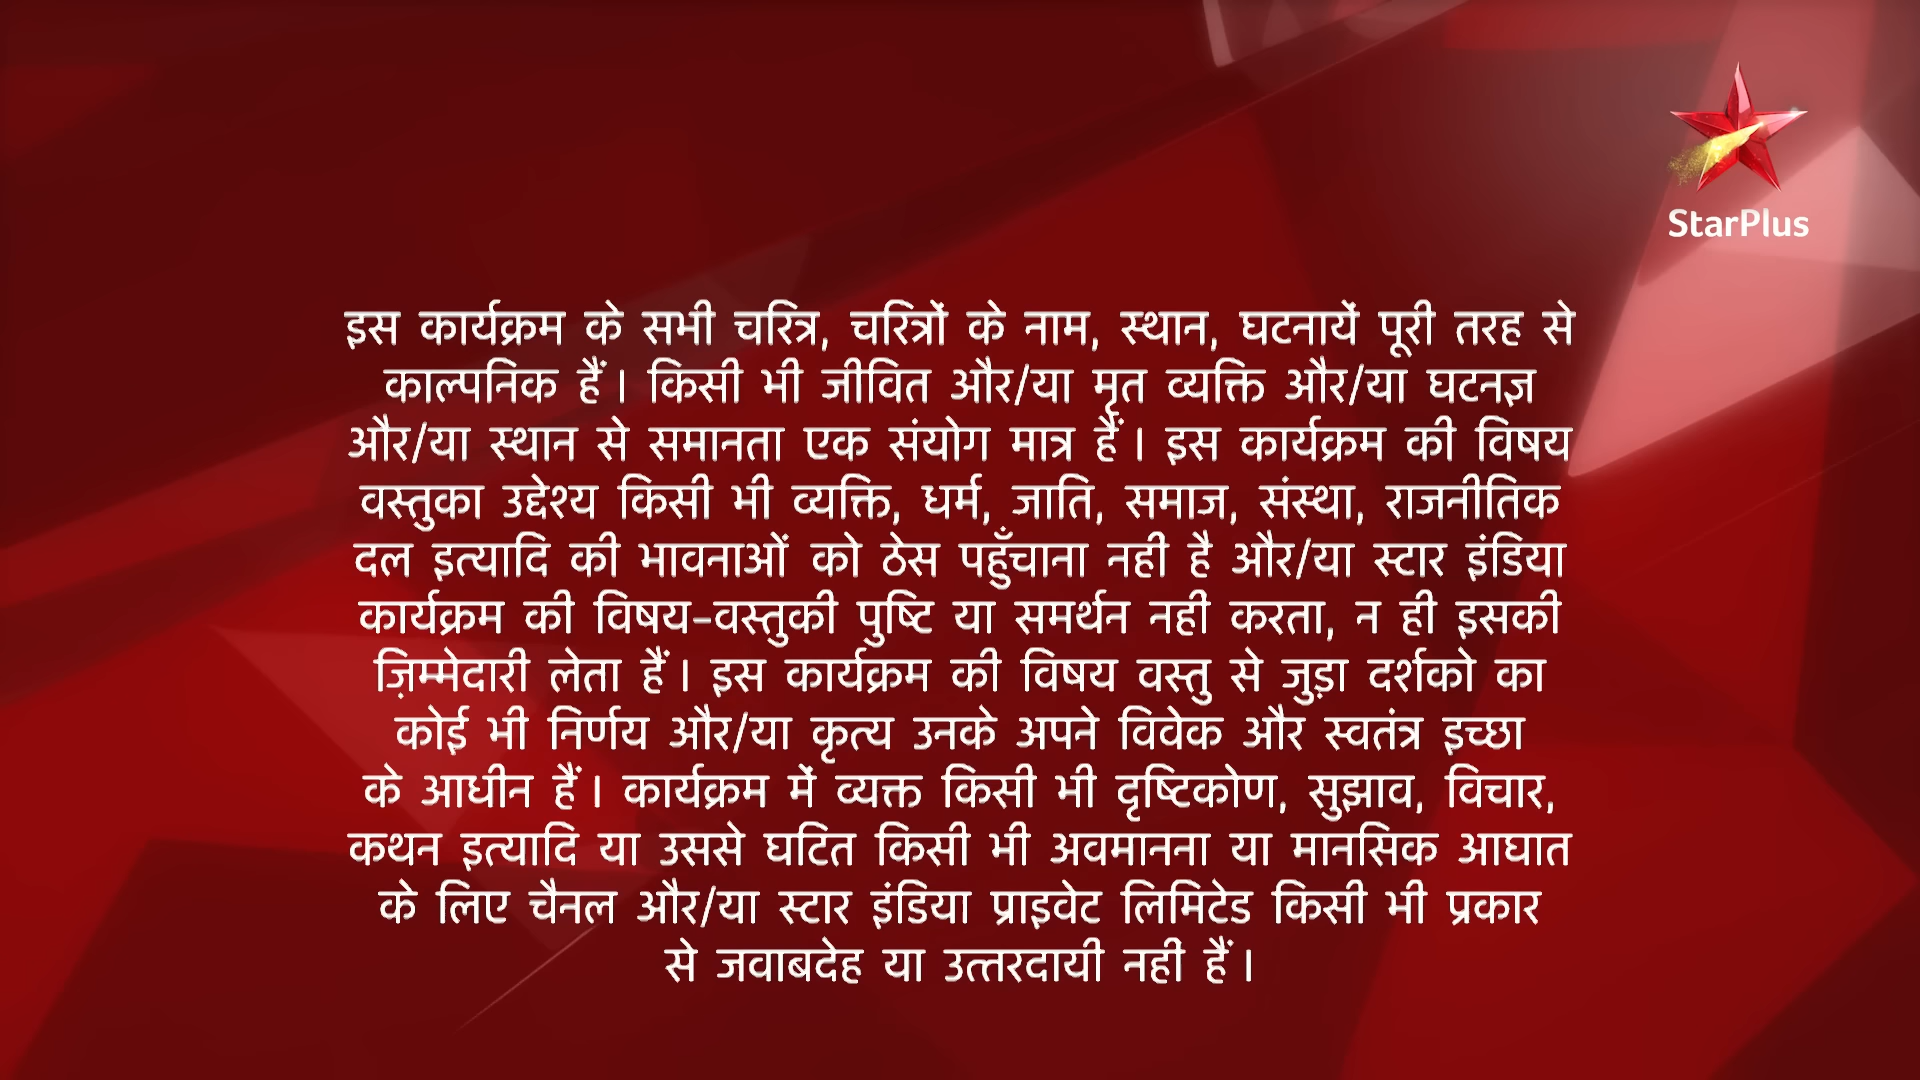 StarPlus
इस कार्यक्रम के सभी चरित्र, चरित्रों के नाम, स्थान, घटनायें पूरी तरह से
काल्पनिक हैं। किसी भी जीवित और/या मृत व्यक्ति और/या घटनज्ञ
और/या स्थान से समानता एक संयोग मात्र हैं। इस कार्यक्रम की विषय
वस्तुका उद्देश्य किसी भी व्यक्ति, धर्म, जाति, समाज, संस्था, राजनीतिक
दल इत्यादि की भावनाओं को ठेस पहुँचाना नही है और/या स्टार इंडिया
कार्यक्रम की विषय-वस्तुकी पुष्टि या समर्थन नही करता, न ही इसकी
ज़िम्मेदारी लेता हैं। इस कार्यक्रम की विषय वस्तु से जुड़ा दर्शको का
कोई भी निर्णय और/या कृत्य उनके अपने विवेक और स्वतंत्र इच्छा
के आधीन हैं। कार्यक्रम में व्यक्त किसी भी दृष्टिकोण, सुझाव, विचार,
कथन इत्यादि या उससे घटित किसी भी अवमानना या मानसिक आघात
के लिए चैनल और/या स्टार इंडिया प्राइवेट लिमिटेड किसी भी प्रकार
से जवाबदेह या उत्तरदायी नही हैं।